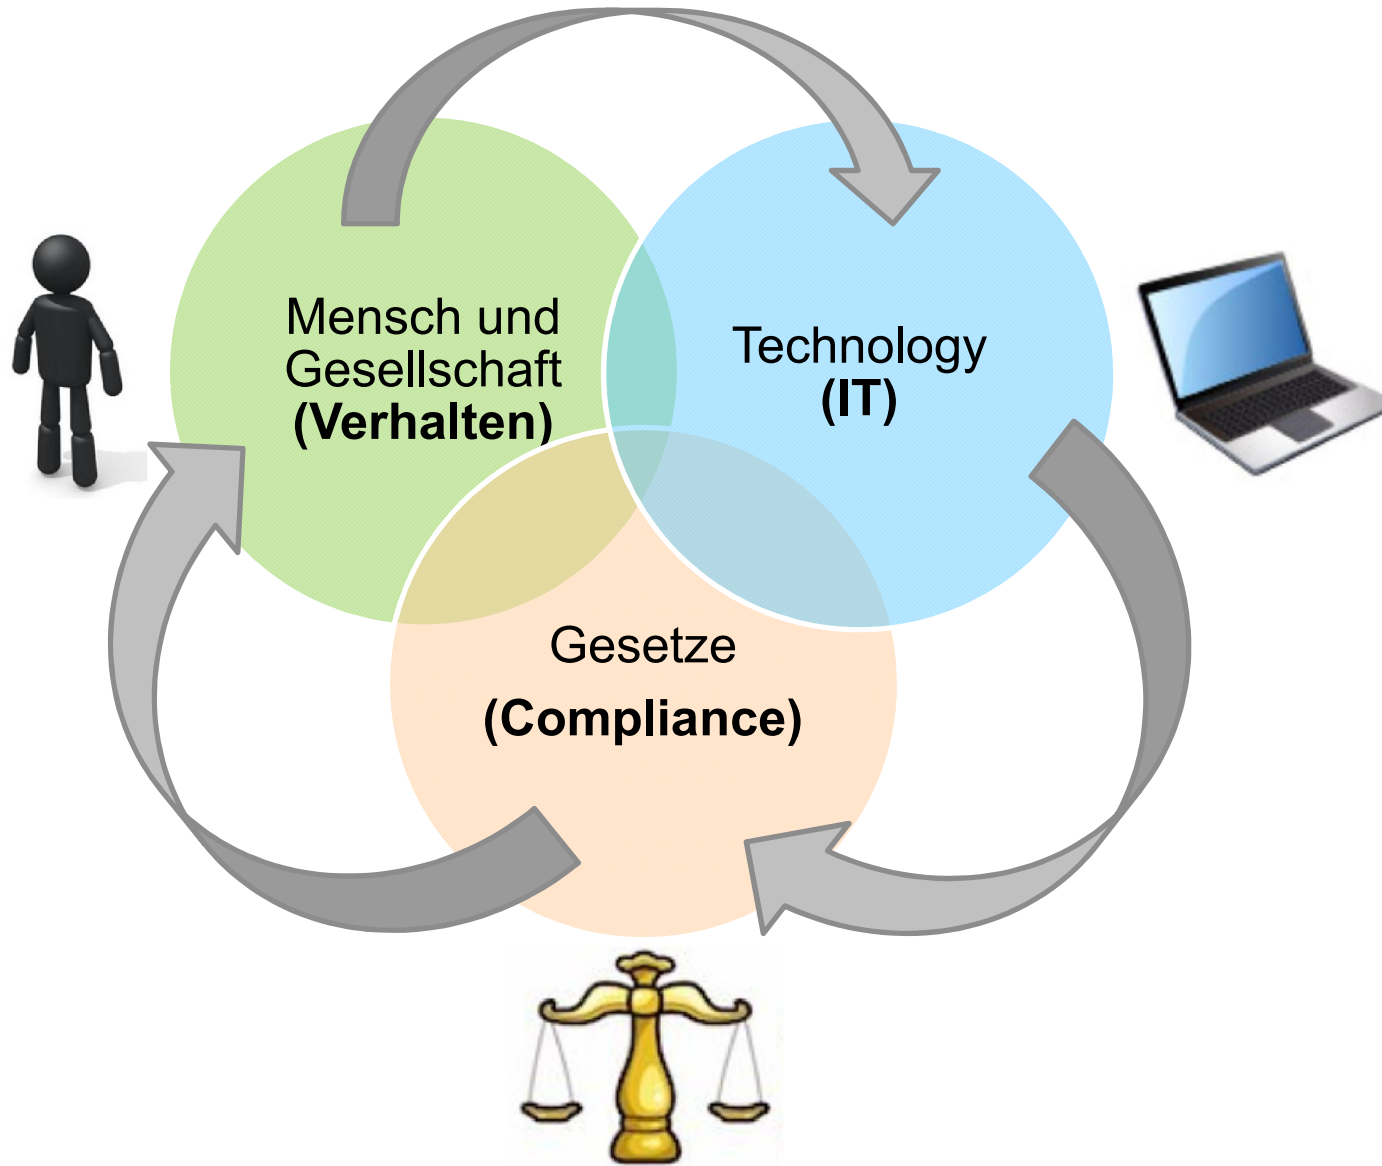 Mensch und
Gesellschaft
(Verhalten)
Technology
(IT)
Gesetze
(Compliance)